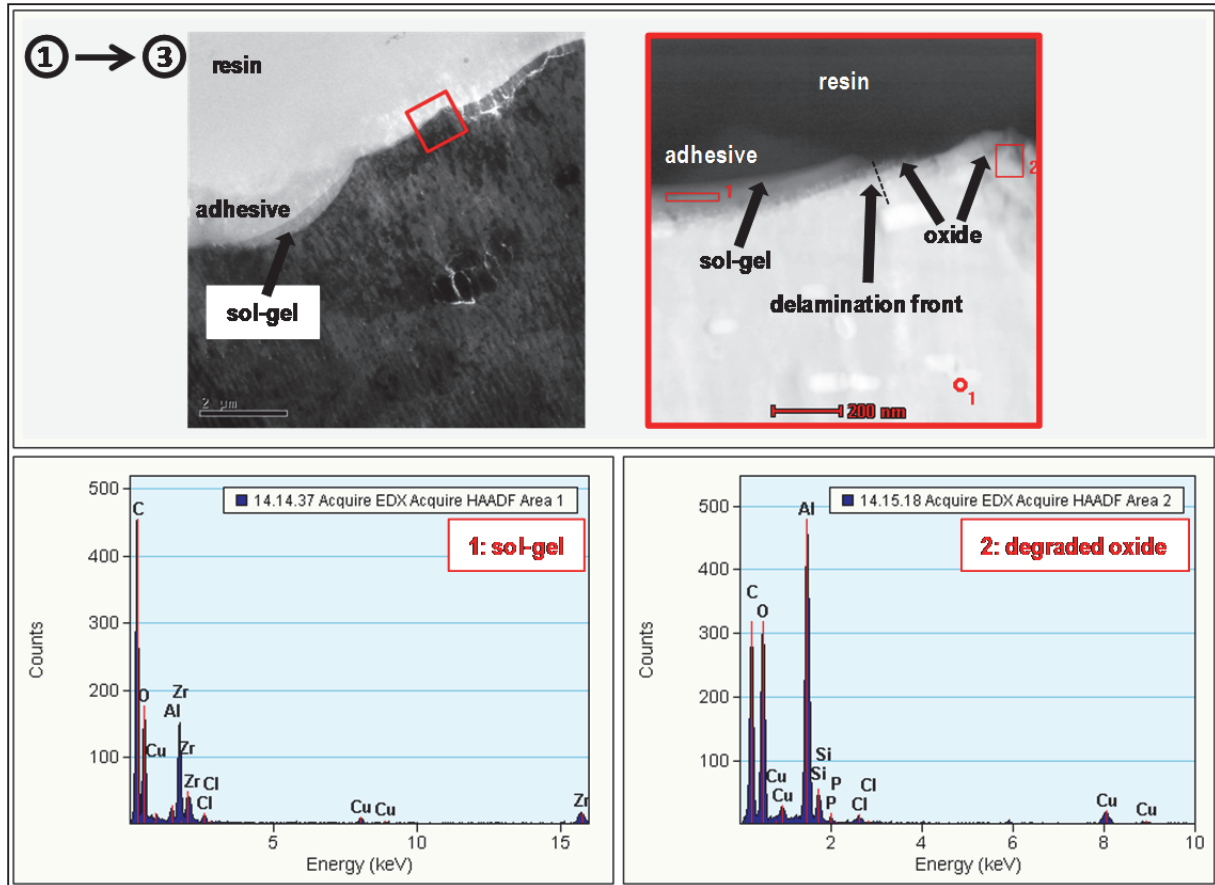 ① → ③
resin
adhesive
sol-gel
2 μm
resin
adhesive
1
2
sol-gel
oxide
delamination front
1
200 nm
14.14.37 Acquire EDX Acquire HAADF Area 1
1: sol-gel
500
400
300
200
100
Counts
C
O
Cu
Al
Zr
Zr
Zr
Cl
Cl
Cu
Cu
Zr
5
10
15
Energy (keV)
14.15.18 Acquire EDX Acquire HAADF Area 2
2: degraded oxide
500
400
300
200
100
Counts
C
O
Al
Cu
Cu
Si
Si
P
P
Cl
Cl
Cu
Cu
2
4
6
8
10
Energy (keV)